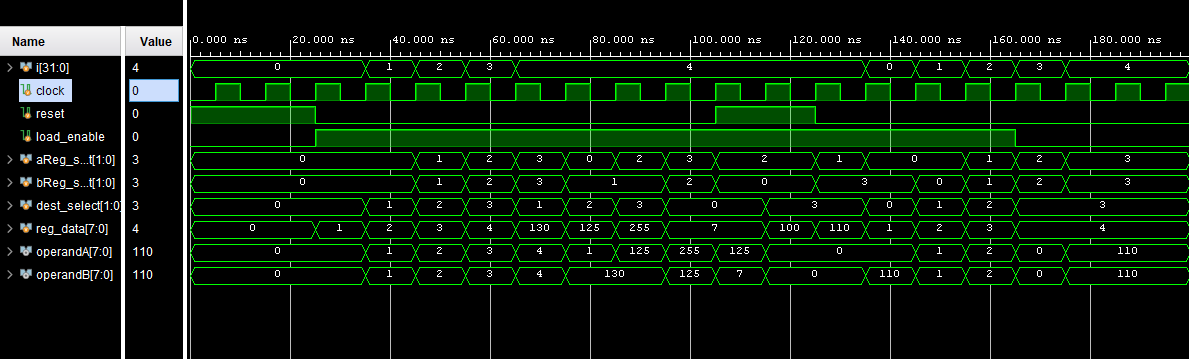 Name Value 0.000 ns 20.000 ns 40.000 ns 60.000 ns 80.000 ns 100.000 ns 120.000 ns 140.000 ns 160.000 ns 180.000 ns
i[31:0] 4 0 1 2 3 4 0 1 2 3 4
clock 0
reset 0
load_enable 0
aReg_s...t[1:0] 3 0 1 2 3 0 2 3 2 1 0 1 2 3
bReg_s...t[1:0] 3 0 1 2 3 1 2 0 3 0 1 2 3
dest_select[1:0] 3 0 1 2 3 1 2 3 0 3 0 1 2 3
reg_data[7:0] 4 0 1 2 3 4 130 125 255 7 100 110 1 2 3 4
operandA[7:0] 110 0 1 2 3 4 1 125 255 125 0 1 2 0 110
operandB[7:0] 110 0 1 2 3 4 130 125 7 0 110 1 2 0 110